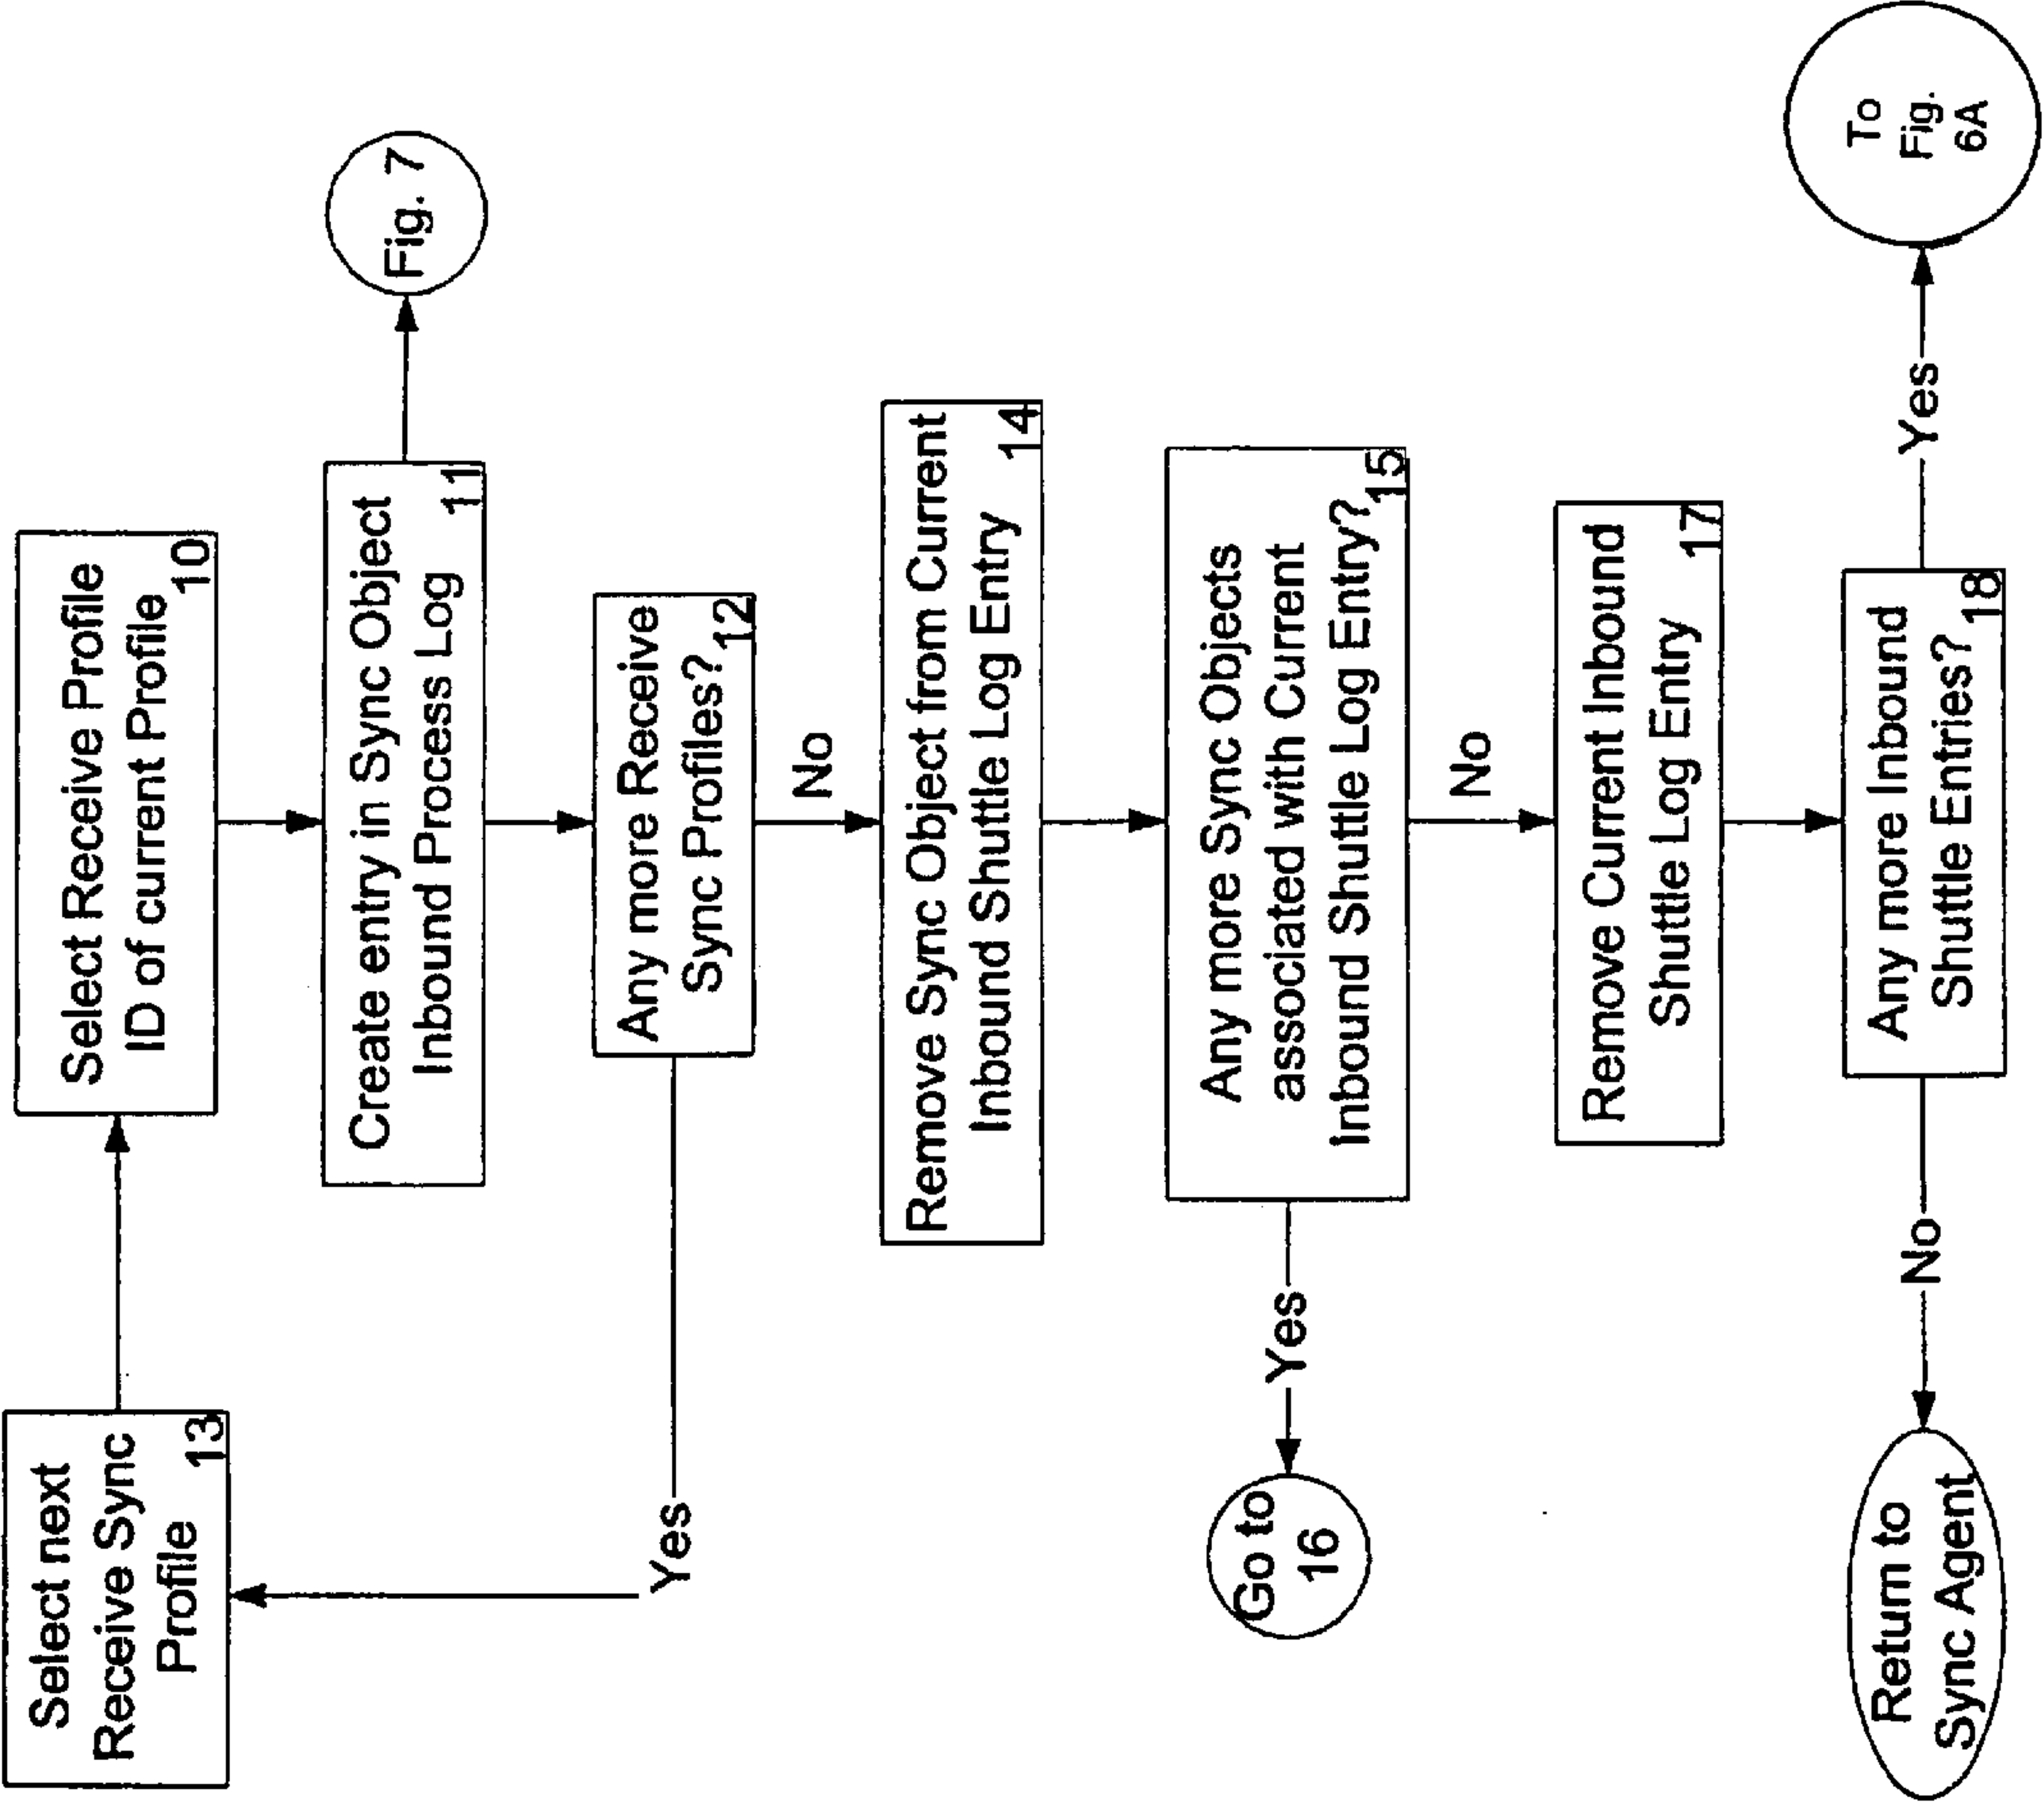 Select next
Receive Sync
Profile
13
Select Receive Profile
ID of current Profile
10
Create entry in Sync Object
Inbound Process Log
11
Fig. 7
Any more Receive
Sync Profiles?
12
Yes
No
Remove Sync Object from Current
Inbound Shuttle Log Entry
14
Any more Sync Objects
associated with Current
Inbound Shuttle Log Entry?
15
Yes
Go to
16
No
Remove Current Inbound
Shuttle Log Entry
17
Any more Inbound
Shuttle Entries?
18
No
Return to
Sync Agent
Yes
To
Fig.
6A